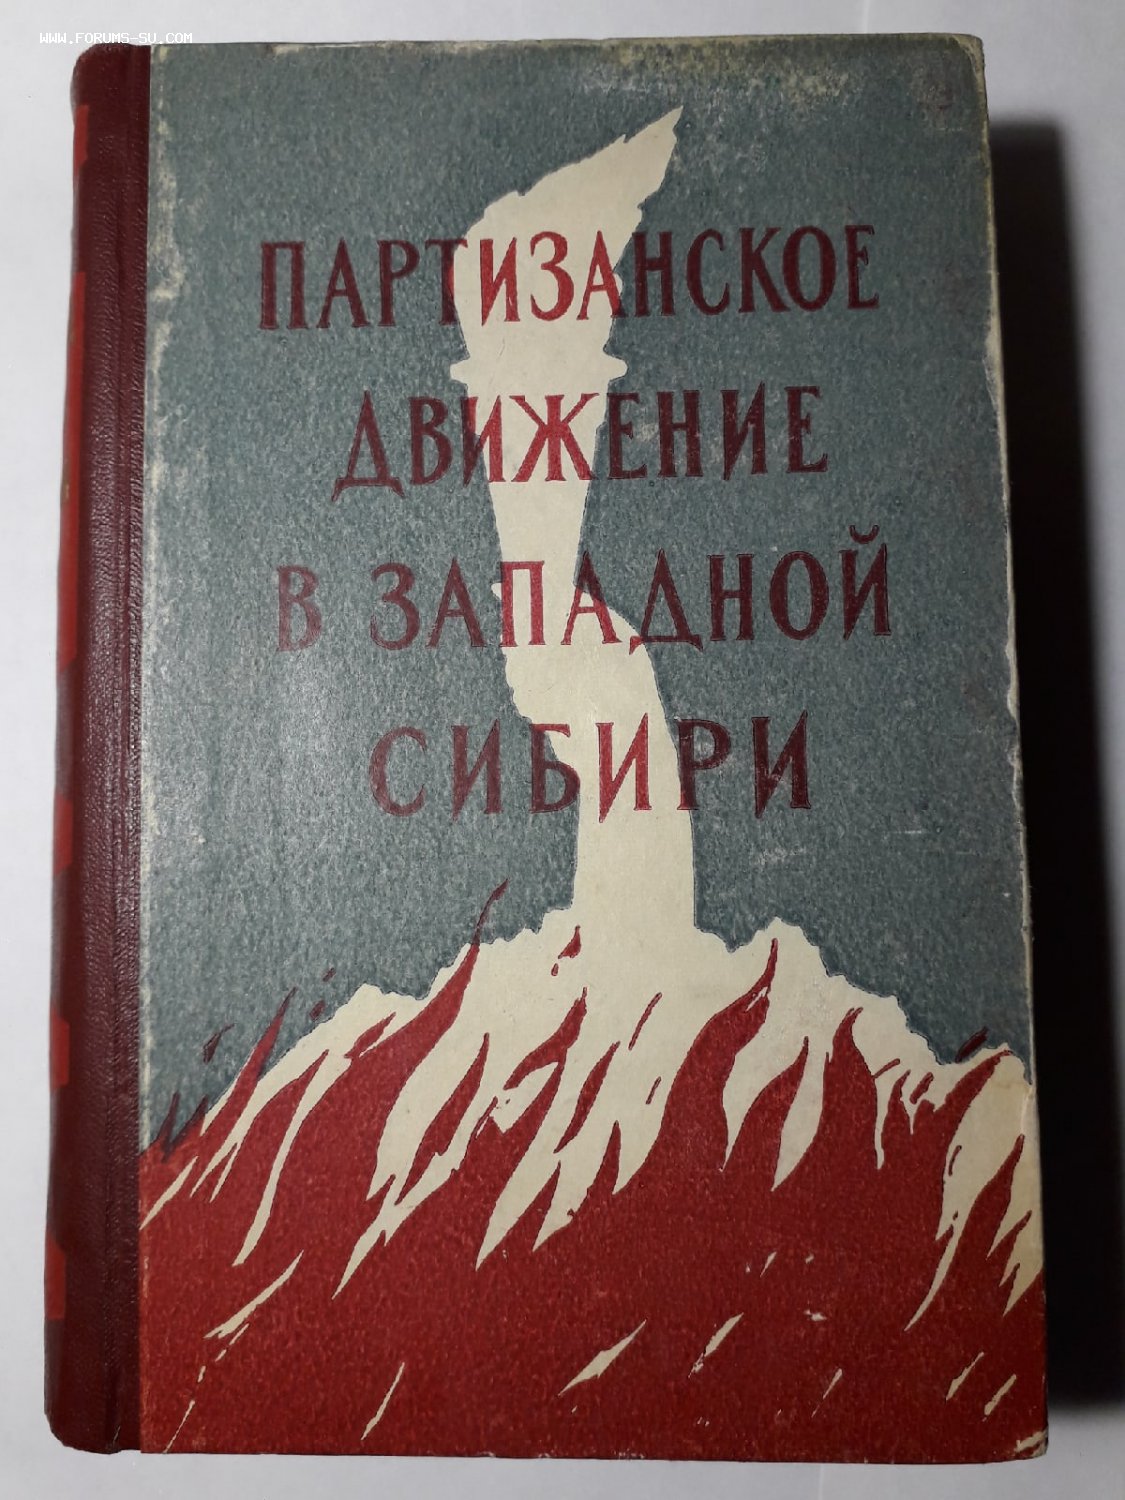 WWW.FORUMS-SU.COM
ПАРТИЗАНСКОЕ
ДВИЖЕНИЕ
В ЗАПАДНОЙ
СИБИРИ